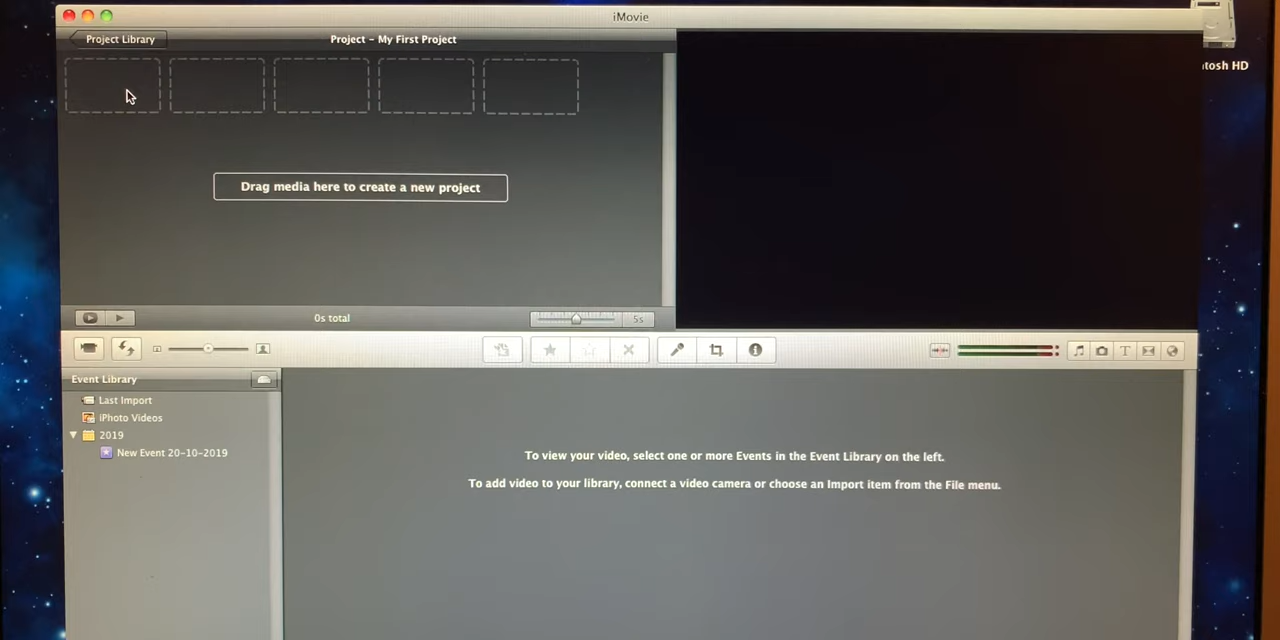 iMovie
Project Library
Project - My First Project
Drag media here to create a new project
0s total
5s
T
Event Library
Last Import
iPhoto Videos
2019
New Event 20-10-2019
To view your video, select one or more Events in the Event Library on the left.
To add video to your library, connect a video camera or choose an Import item from the File menu.
tosh HD